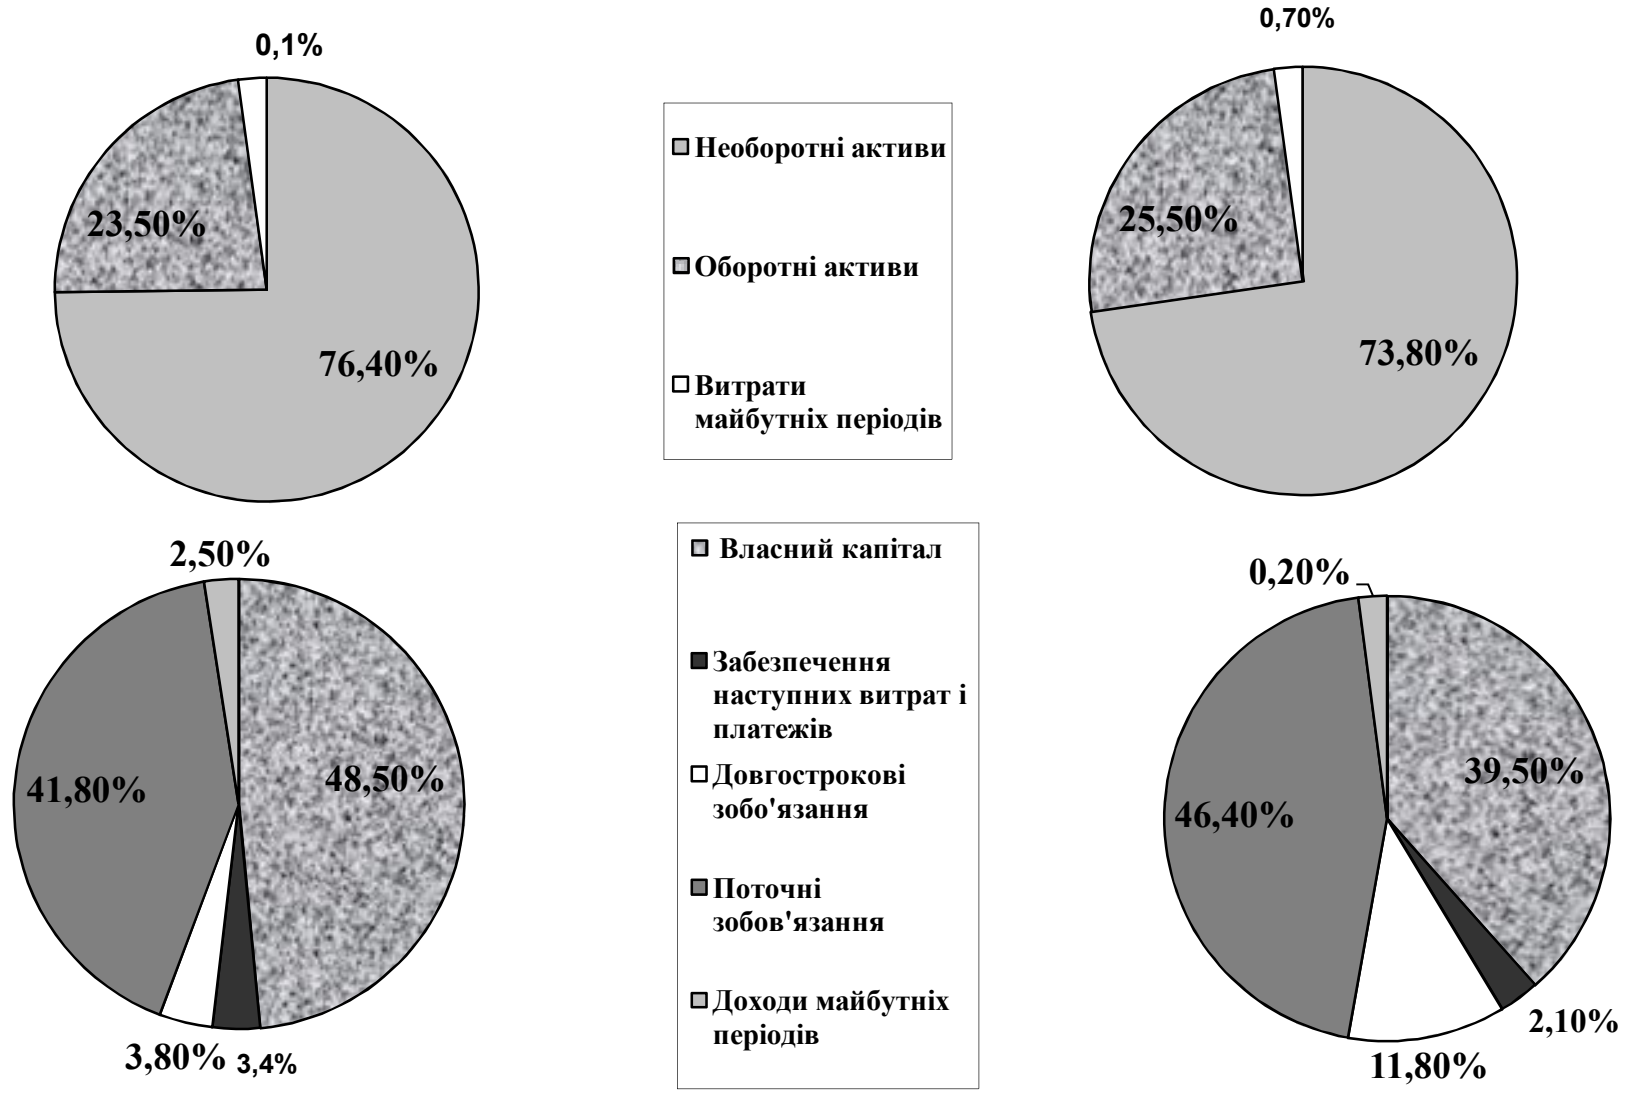 0,1%
23,50%
76,40%
Необоротні активи
Оборотні активи
Витрати
майбутніх періодів
0,70%
25,50%
73,80%
2,50%
41,80%
48,50%
3,80%
3,4%
Власний капітал
Забезпечення
наступних витрат і
платежів
Довгострокові
зобо'язання
Поточні
зобов'язання
Доходи майбутніх
періодів
0,20%
39,50%
46,40%
2,10%
11,80%